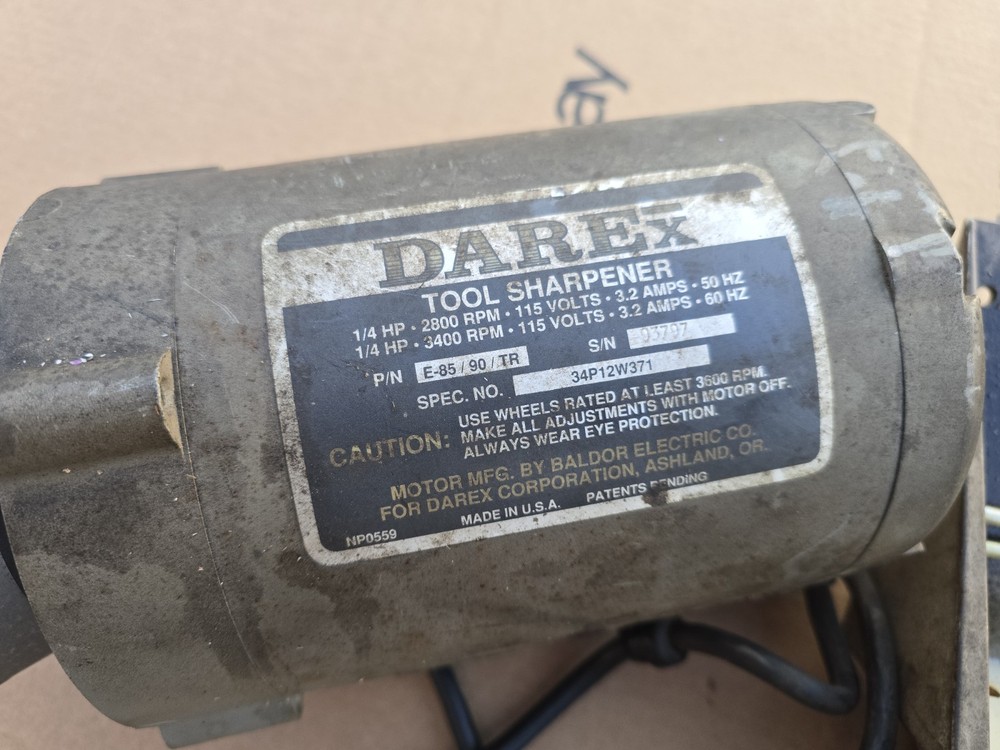 ay
DAREX
TOOL SHARPENER
1/4 HP · 2800 RPM · 115 VOLTS · 3.2 AMPS · 50 HZ
1/4 HP · 3400 RPM · 115 VOLTS · 3.2 AMPS · 60 HZ
P/N E-85 / 90 / TR S/N 03707
SPEC. NO. 34P12W371
CAUTION: USE WHEELS RATED AT LEAST 3600 RPM.
MAKE ALL ADJUSTMENTS WITH MOTOR OFF.
ALWAYS WEAR EYE PROTECTION.
MOTOR MFG. BY BALDOR ELECTRIC CO.
FOR DAREX CORPORATION, ASHLAND, OR.
NP0559 MADE IN U.S.A. PATENTS PENDING